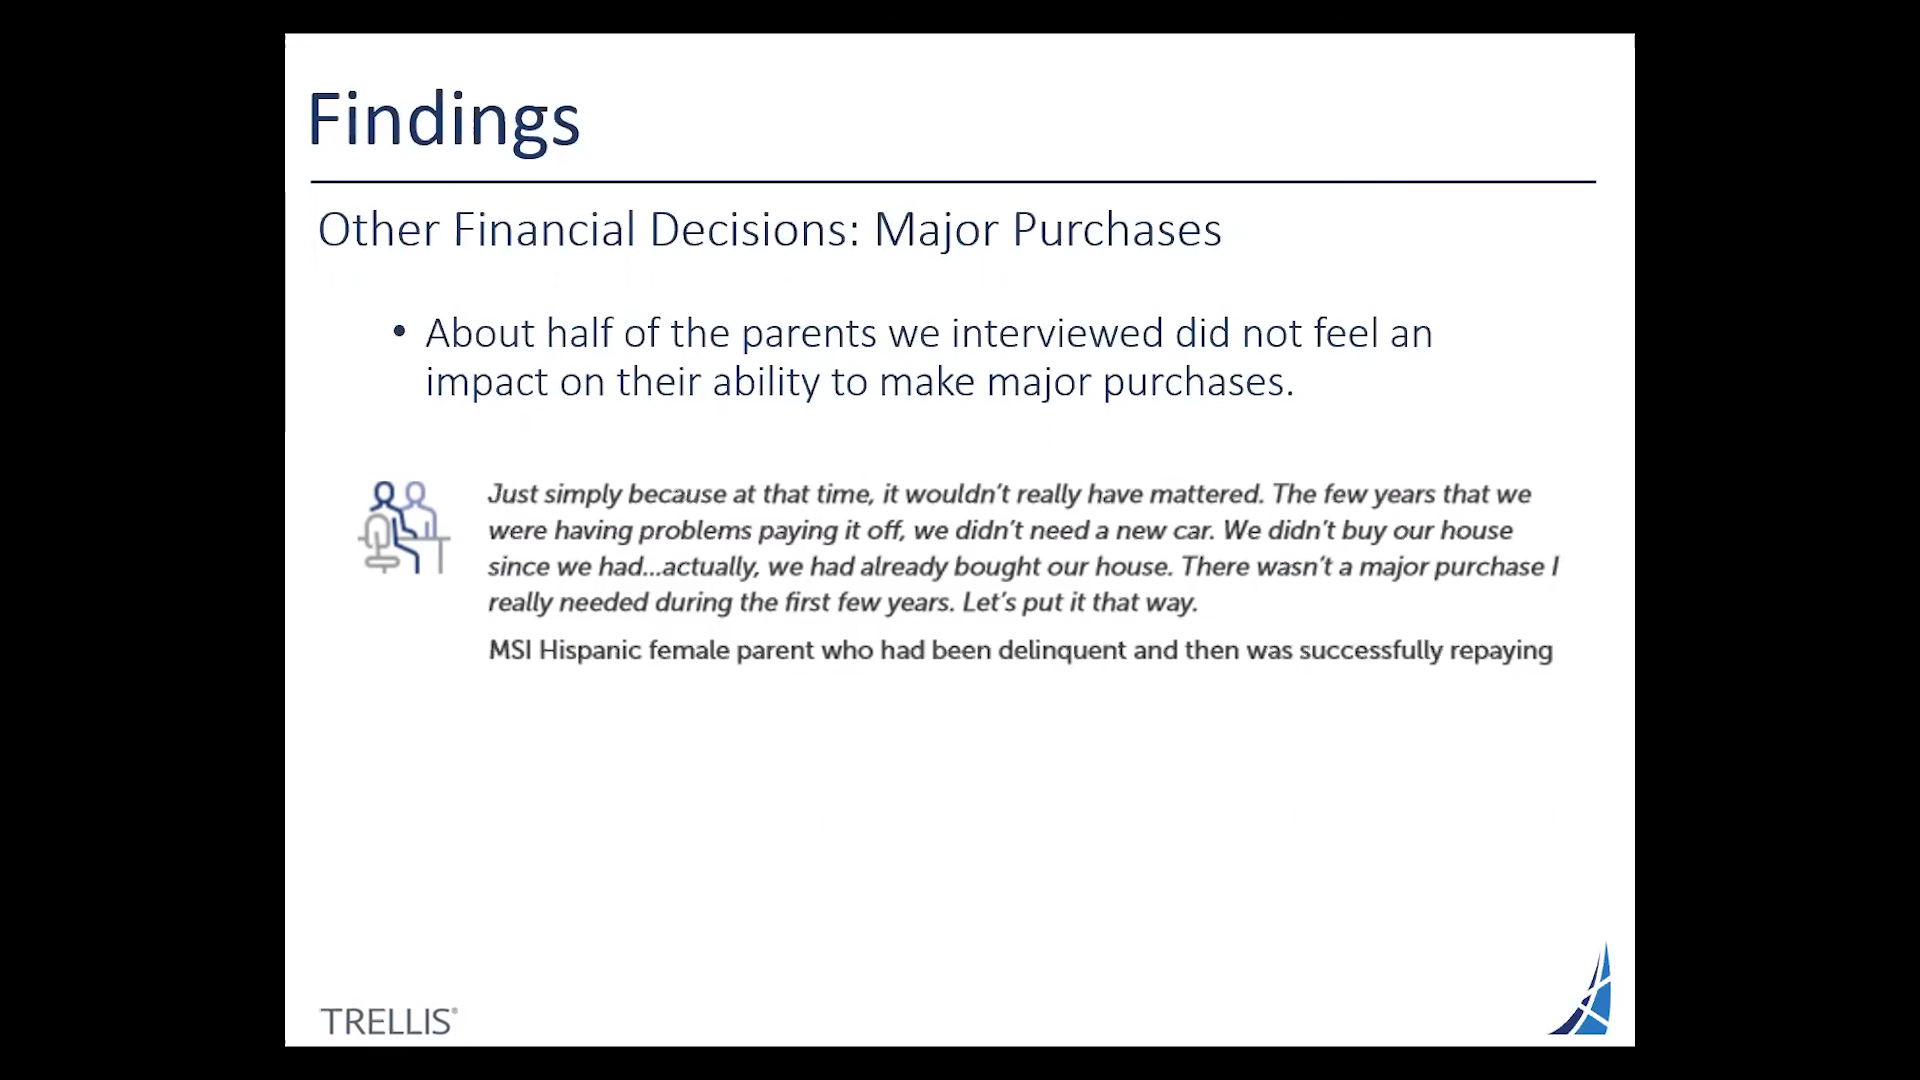 Findings
Other Financial Decisions: Major Purchases
• About half of the parents we interviewed did not feel an
impact on their ability to make major purchases.
Just simply because at that time, it wouldn't really have mattered. The few years that we
were having problems paying it off, we didn't need a new car. We didn't buy our house
since we had...actually, we had already bought our house. There wasn't a major purchase I
really needed during the first few years. Let's put it that way.
MSI Hispanic female parent who had been delinquent and then was successfully repaying
TRELLIS®